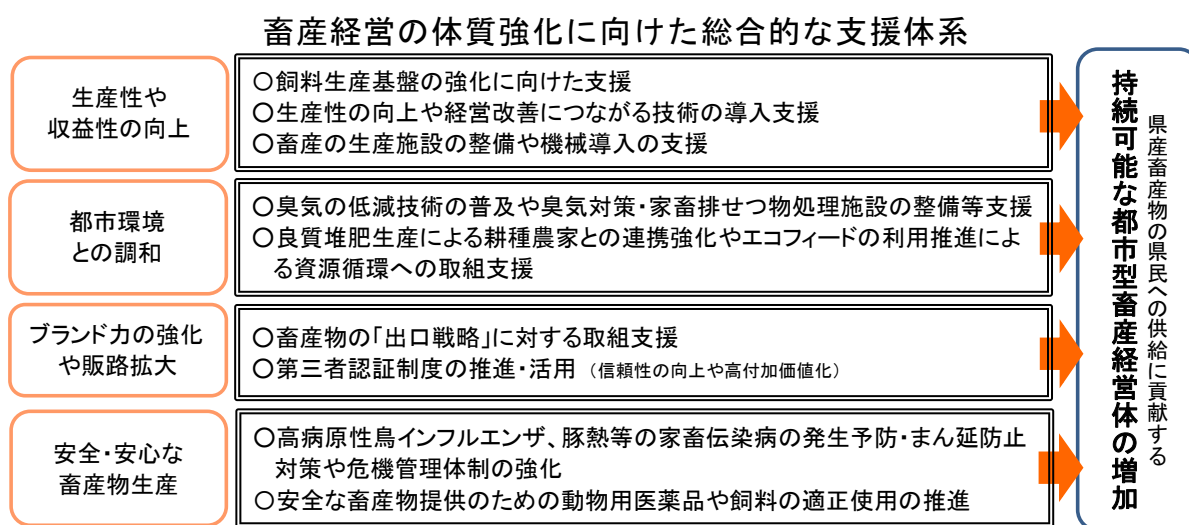 畜産経営の体質強化に向けた総合的な支援体系
生産性や
収益性の向上
〇飼料生産基盤の強化に向けた支援
〇生産性の向上や経営改善につながる技術の導入支援
〇畜産の生産施設の整備や機械導入の支援
都市環境
との調和
〇臭気の低減技術の普及や臭気対策・家畜排せつ物処理施設の整備等支援
〇良質堆肥生産による耕種農家との連携強化やエコフィードの利用推進によ
る資源循環への取組支援
ブランド力の強化
や販路拡大
〇畜産物の「出口戦略」に対する取組支援
〇第三者認証制度の推進・活用（信頼性の向上や高付加価値化）
安全・安心な
畜産物生産
〇高病原性鳥インフルエンザ、豚熱等の家畜伝染病の発生予防・まん延防止
対策や危機管理体制の強化
〇安全な畜産物提供のための動物用医薬品や飼料の適正使用の推進
県産畜産物の県民への供給に貢献する
持続可能な都市型畜産経営体の増加